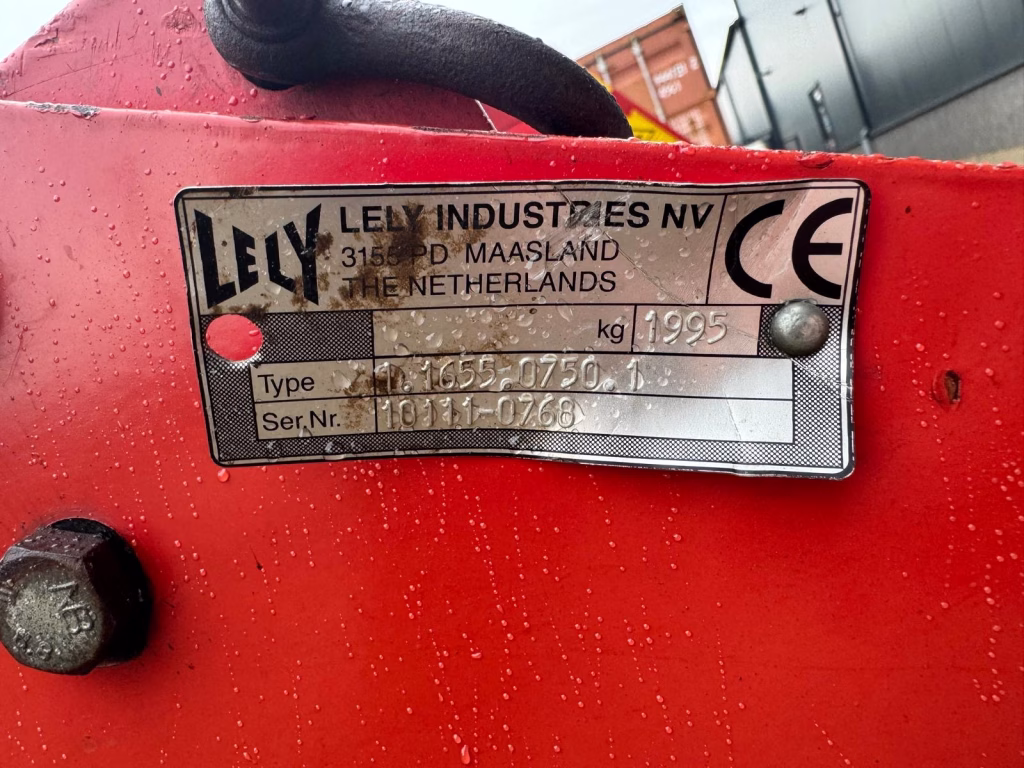 LELY
LELY INDUSTRIES NV
3155 PD MAASLAND
THE NETHERLANDS
CE
kg 1995
Type 1.1655.0750.1
Ser.Nr. 10111-0768
NB